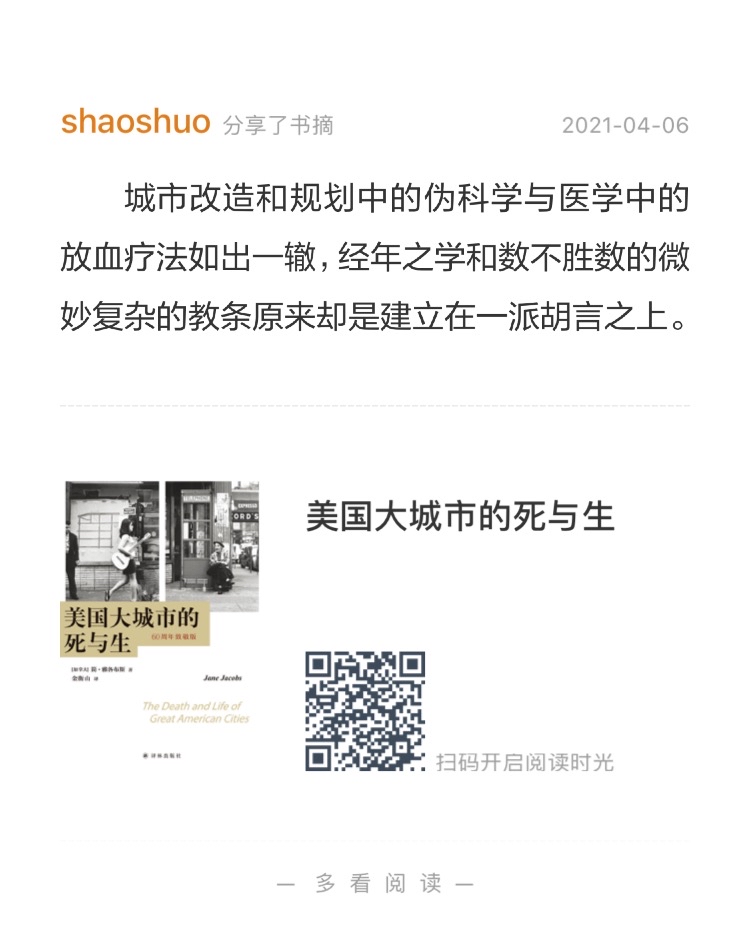 shaoshuo 分享了书摘 2021-04-06
城市改造和规划中的伪科学与医学中的
放血疗法如出一辙,经年之学和数不胜数的微
妙复杂的教条原来却是建立在一派胡言之上。
美国大城市的死与生
TELEPHONE
ORD'S
美国大城市的
死与生 60周年致敬版
[加拿大] 简·雅各布斯 著
金衡山 译
Jane Jacobs
The Death and Life of
Great American Cities
译林出版社
扫码开启阅读时光
— 多看阅读 —